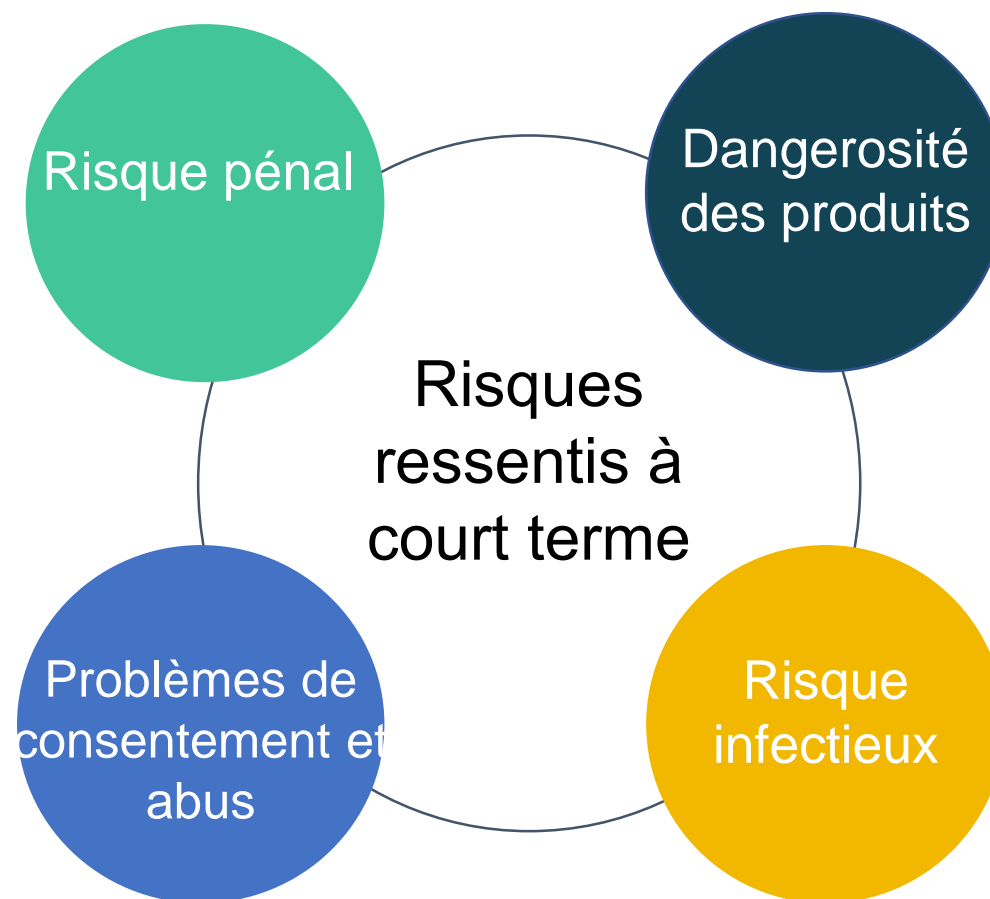 Risque pénal
Dangerosité
des produits
Risques
ressentis à
court terme
Problèmes de
consentement et
abus
Risque
infectieux